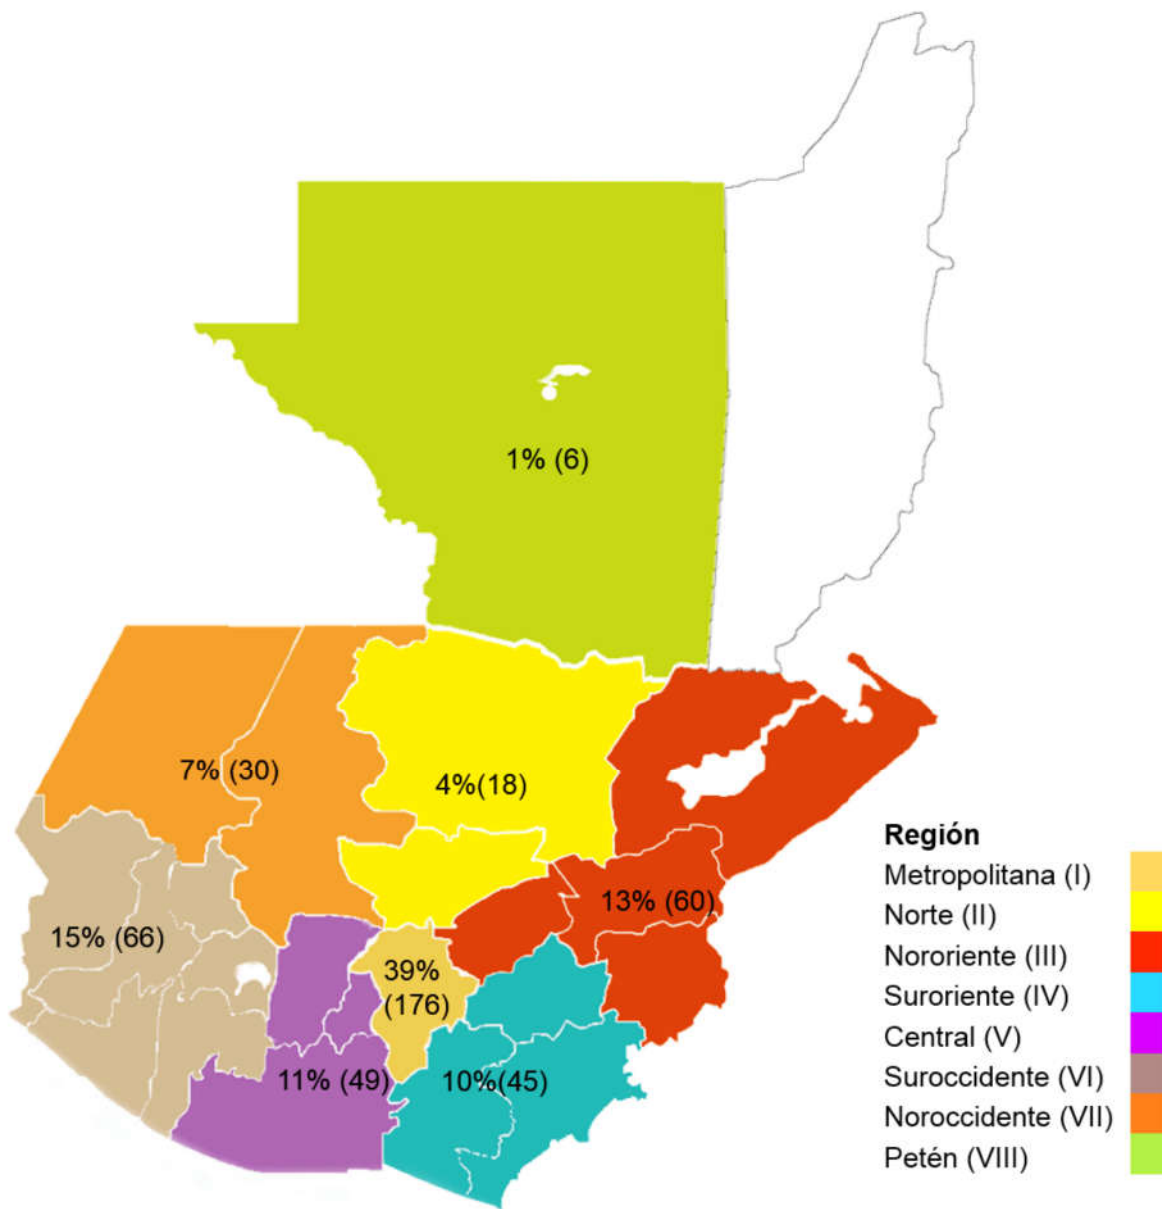 1% (6)
7% (30)
4%(18)
13% (60)
15% (66)
39%
(176)
11% (49)
10%(45)
Región
Metropolitana (I)
Norte (II)
Nororiente (III)
Suroriente (IV)
Central (V)
Suroccidente (VI)
Noroccidente (VII)
Petén (VIII)